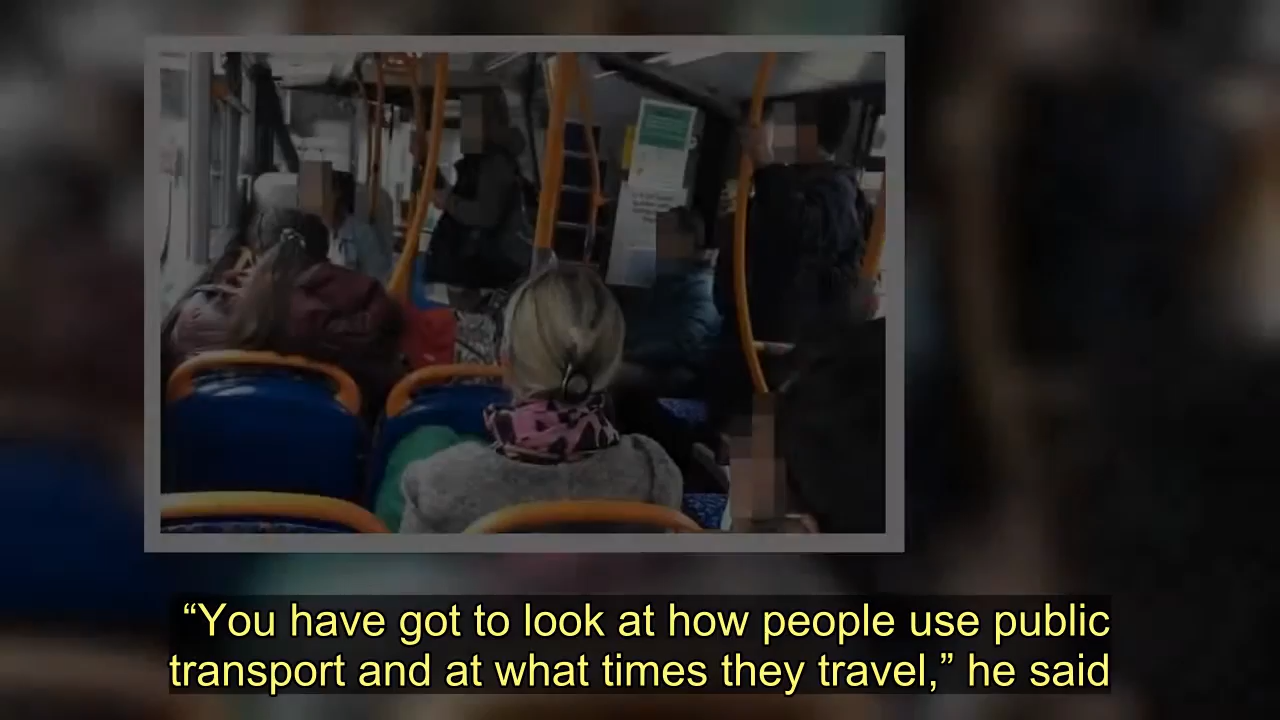 “You have got to look at how people use public
transport and at what times they travel,” he said